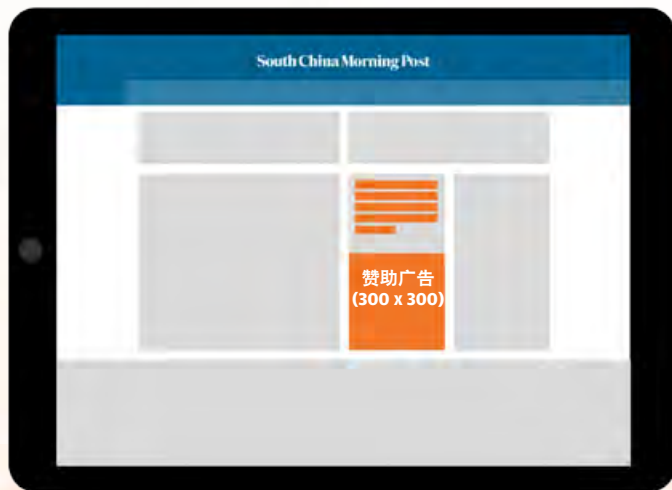 South China Morning Post
赞助广告
(300 x 300)